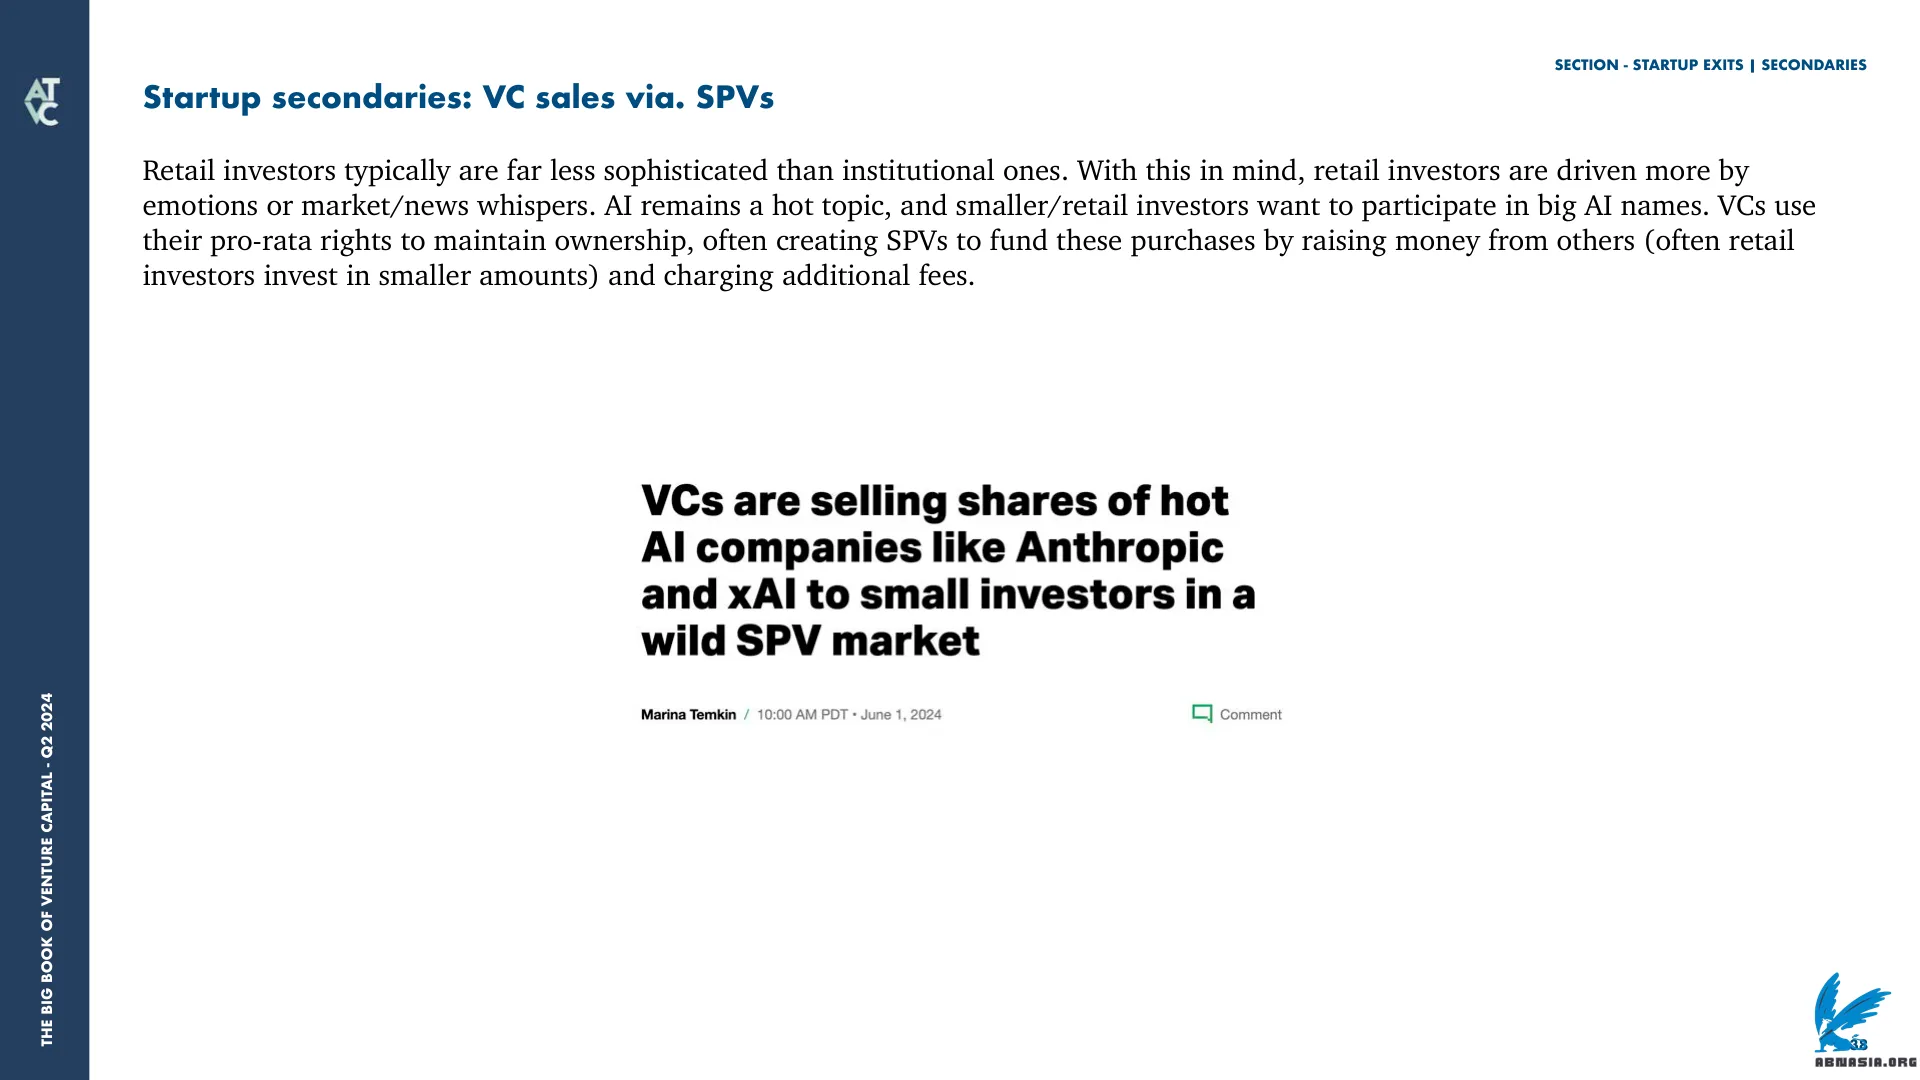 SECTION - STARTUP EXITS | SECONDARIES
AT
VC
Startup secondaries: VC sales via. SPVs
Retail investors typically are far less sophisticated than institutional ones. With this in mind, retail investors are driven more by
emotions or market/news whispers. AI remains a hot topic, and smaller/retail investors want to participate in big AI names. VCs use
their pro-rata rights to maintain ownership, often creating SPVs to fund these purchases by raising money from others (often retail
investors invest in smaller amounts) and charging additional fees.
VCs are selling shares of hot
AI companies like Anthropic
and xAI to small investors in a
wild SPV market
Marina Temkin / 10:00 AM PDT • June 1, 2024
Comment
THE BIG BOOK OF VENTURE CAPITAL - Q2 2024
38
ABNASIA.ORG